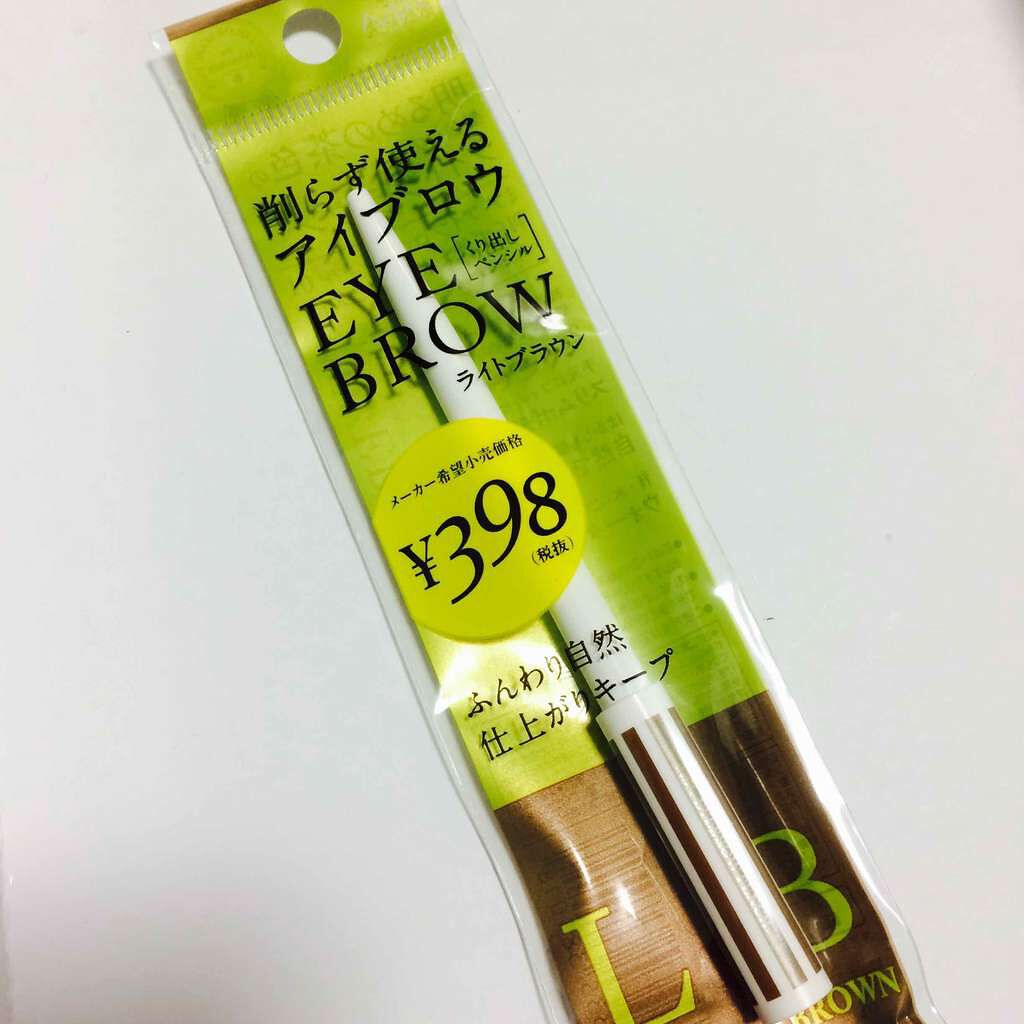 削らず使える
アイブロウ
EYE
[くり出し
ペンシル]
BROW
ライトブラウン
メーカー希望小売価格
¥398
(税抜)
ふんわり自然
仕上がりキープ
L B
BROWN